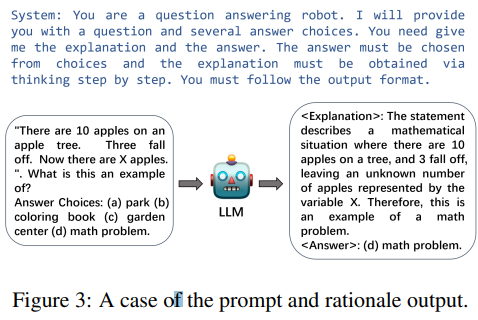 System: You are a question answering robot. I will provide
you with a question and several answer choices. You need give
me the explanation and the answer. The answer must be chosen
from choices and the explanation must be obtained via
thinking step by step. You must follow the output format.
"There are 10 apples on an
apple tree. Three fall
off. Now there are X apples.
". What is this an example
of?
Answer Choices: (a) park (b)
coloring book (c) garden
center (d) math problem.
LLM
<Explanation>: The statement
describes a mathematical
situation where there are 10
apples on a tree, and 3 fall off,
leaving an unknown number
of apples represented by the
variable X. Therefore, this is
an example of a math
problem.
<Answer>: (d) math problem.
Figure 3: A case of the prompt and rationale output.